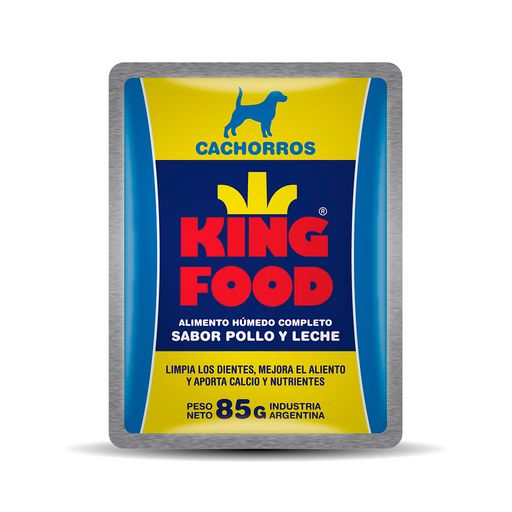 CACHORROS
KING ®
FOOD
ALIMENTO HÚMEDO COMPLETO
SABOR POLLO Y LECHE
LIMPIA LOS DIENTES, MEJORA EL ALIENTO
Y APORTA CALCIO Y NUTRIENTES
PESO NETO 85G INDUSTRIA ARGENTINA